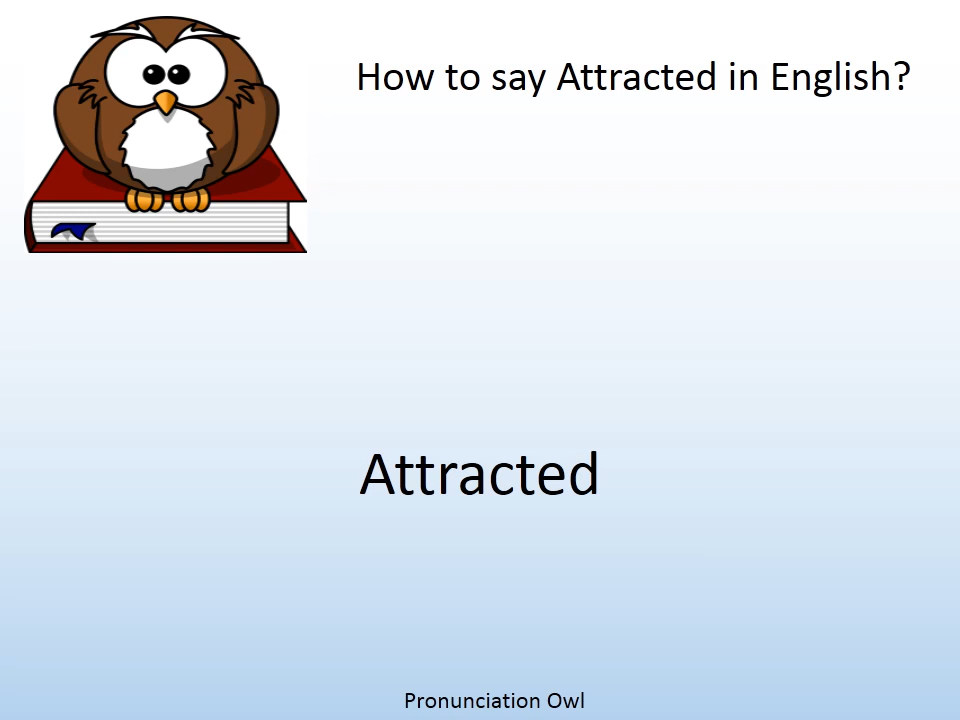 How to say Attracted in English?
Attracted
Pronunciation Owl